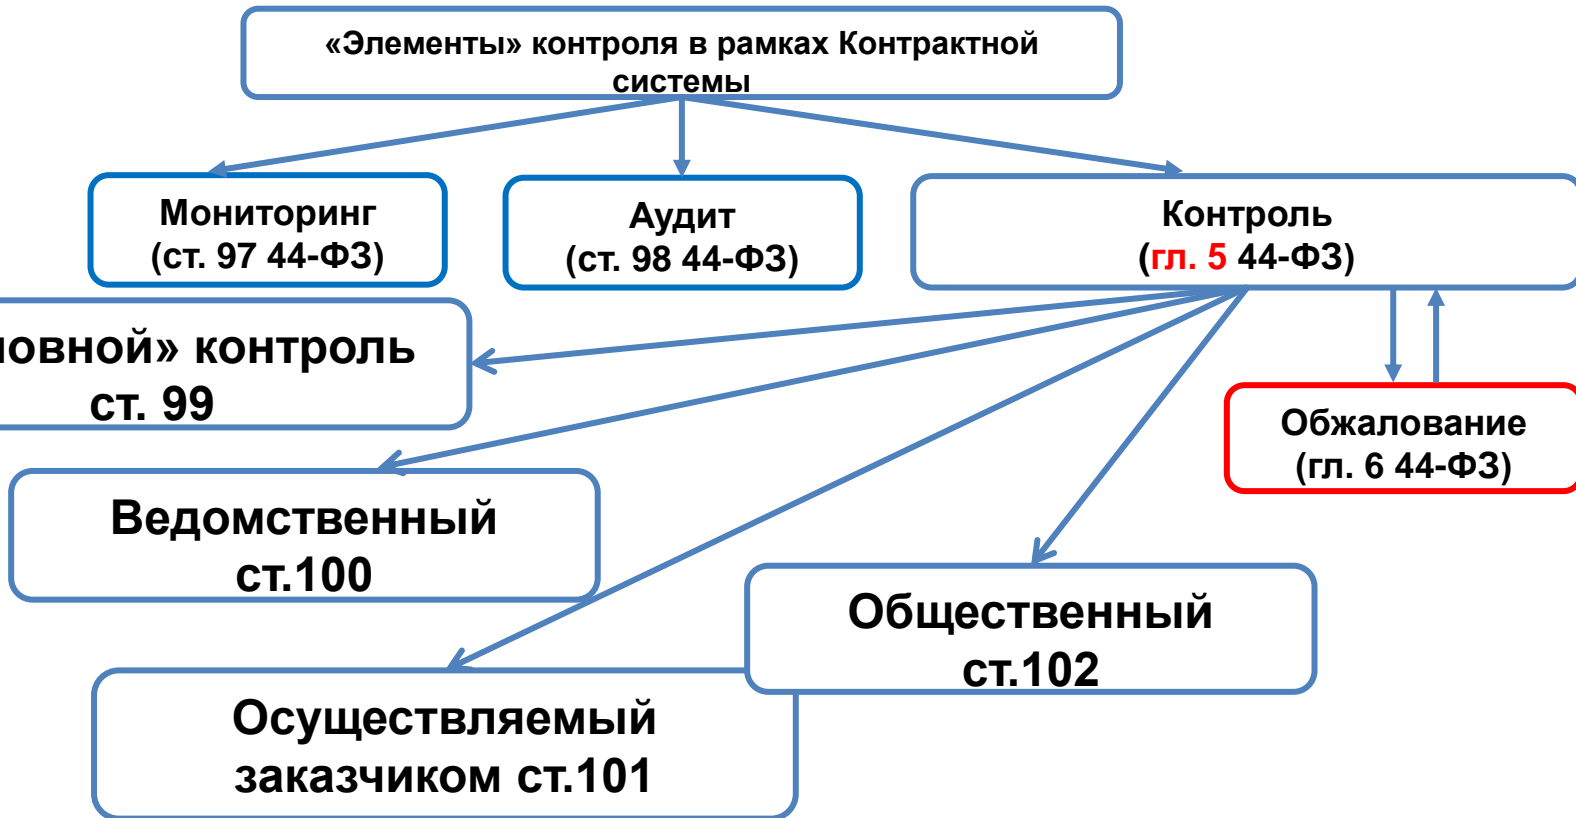 «Элементы» контроля в рамках Контрактной
системы
Мониторинг
(ст. 97 44-ФЗ)
Аудит
(ст. 98 44-ФЗ)
Контроль
(гл. 5 44-ФЗ)
контроль
ст. 99
Обжалование
(гл. 6 44-ФЗ)
Ведомственный
ст.100
Общественный
ст.102
Осуществляемый
заказчиком ст.101